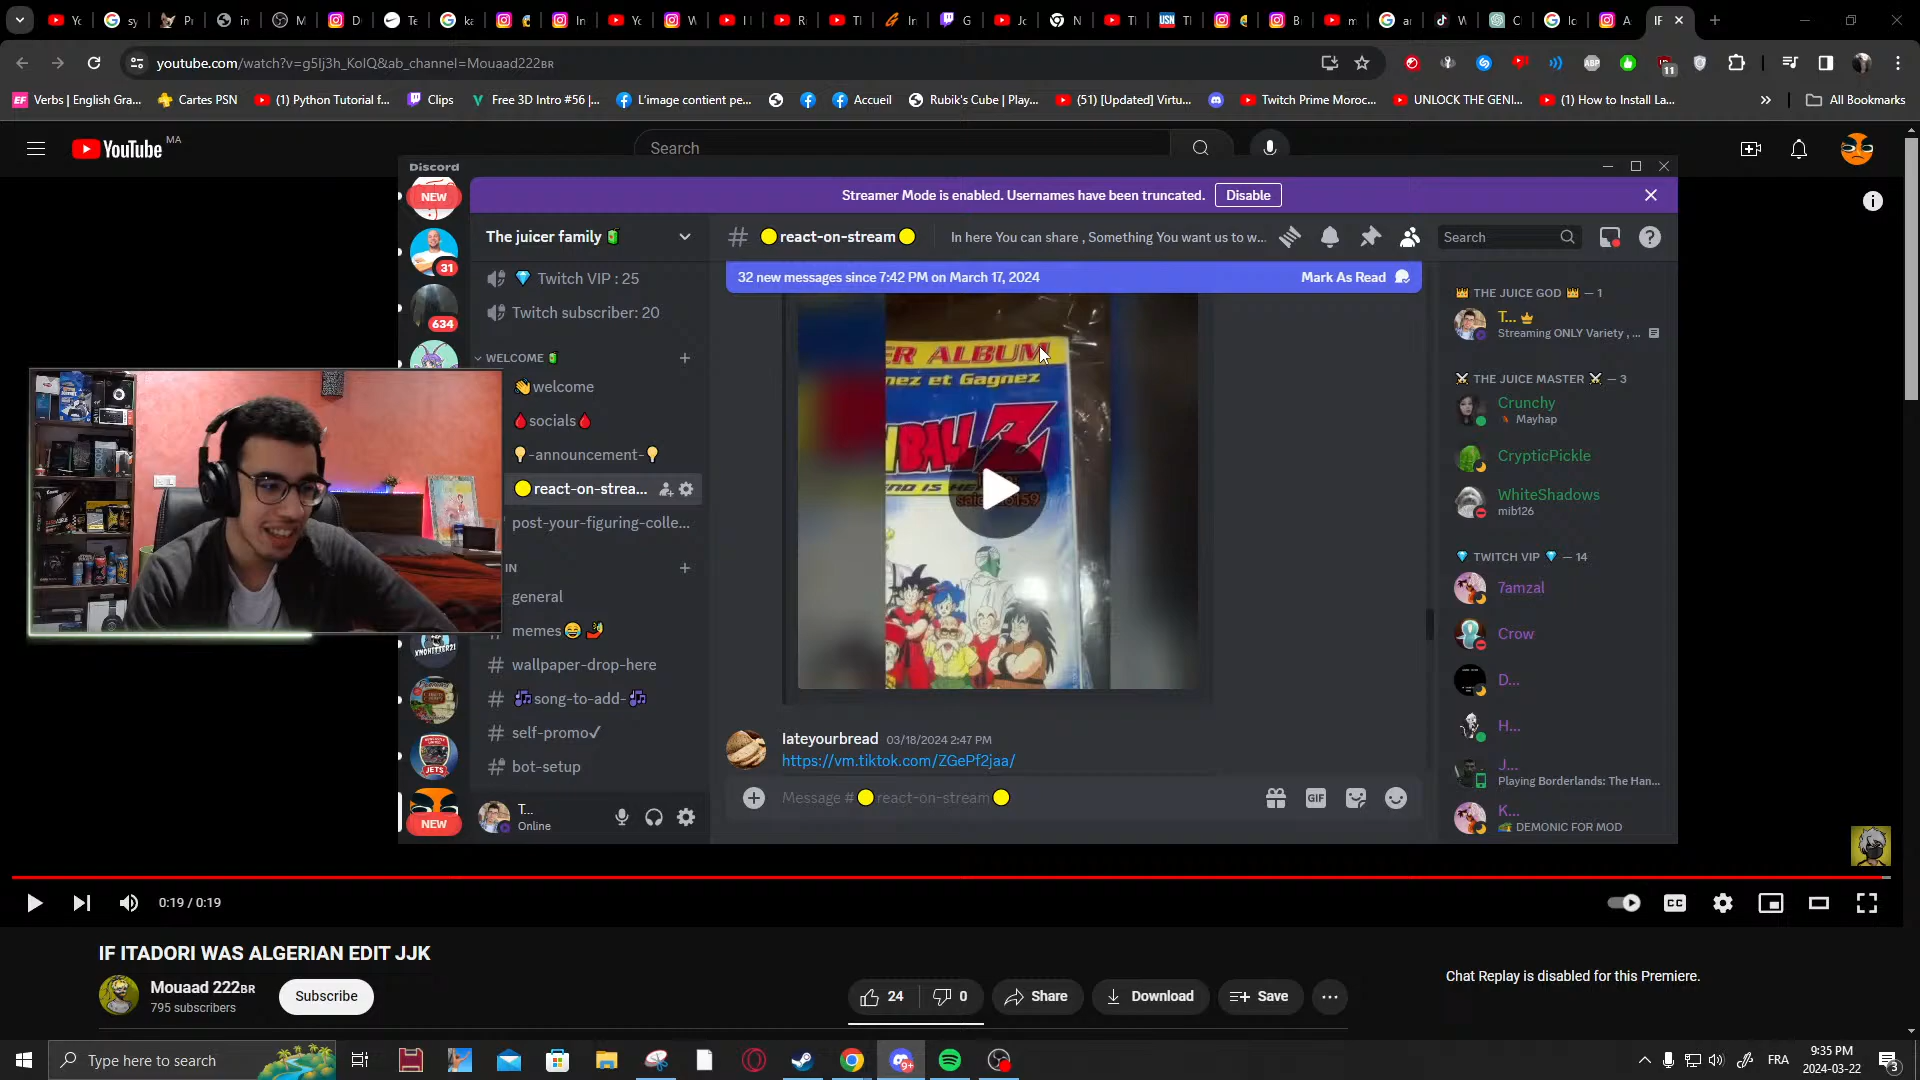 youtube.com/watch?v=g5Ij3h_KoIQ&ab_channel=Mouaad222ʙʀ
Verbs | English Gra...
Cartes PSN
(1) Python Tutorial f...
Clips
Free 3D Intro #56 |...
L'image contient pe...
Accueil
Rubik's Cube | Play...
(51) [Updated] Virtu...
Twitch Prime Moroc...
UNLOCK THE GENI...
(1) How to Install La...
All Bookmarks
YouTube MA
Search
Discord
Streamer Mode is enabled. Usernames have been truncated.
Disable
NEW
31
634
NEW
The juicer family
Twitch VIP : 25
Twitch subscriber: 20
WELCOME
welcome
socials
-announcement-
react-on-strea...
post-your-figuring-colle...
IN
general
memes
wallpaper-drop-here
song-to-add-
self-promo✓
bot-setup
T...
Online
react-on-stream
In here You can share , Something You want us to w...
Search
32 new messages since 7:42 PM on March 17, 2024
Mark As Read
ER ALBUM
nez et Gagnez
BALL Z
lateyourbread 03/18/2024 2:47 PM
https://vm.tiktok.com/ZGePf2jaa/
Message # react-on-stream
GIF
THE JUICE GOD — 1
T...
Streaming ONLY Variety , ...
THE JUICE MASTER — 3
Crunchy
Mayhap
CrypticPickle
WhiteShadows
mib126
TWITCH VIP — 14
7amzal
Crow
D...
H...
J...
Playing Borderlands: The Han...
K...
DEMONIC FOR MOD
0:19 / 0:19
CC
IF ITADORI WAS ALGERIAN EDIT JJK
Mouaad 222ʙʀ
795 subscribers
Subscribe
24
0
Share
Download
Save
Chat Replay is disabled for this Premiere.
Type here to search
FRA
9:35 PM
2024-03-22
3